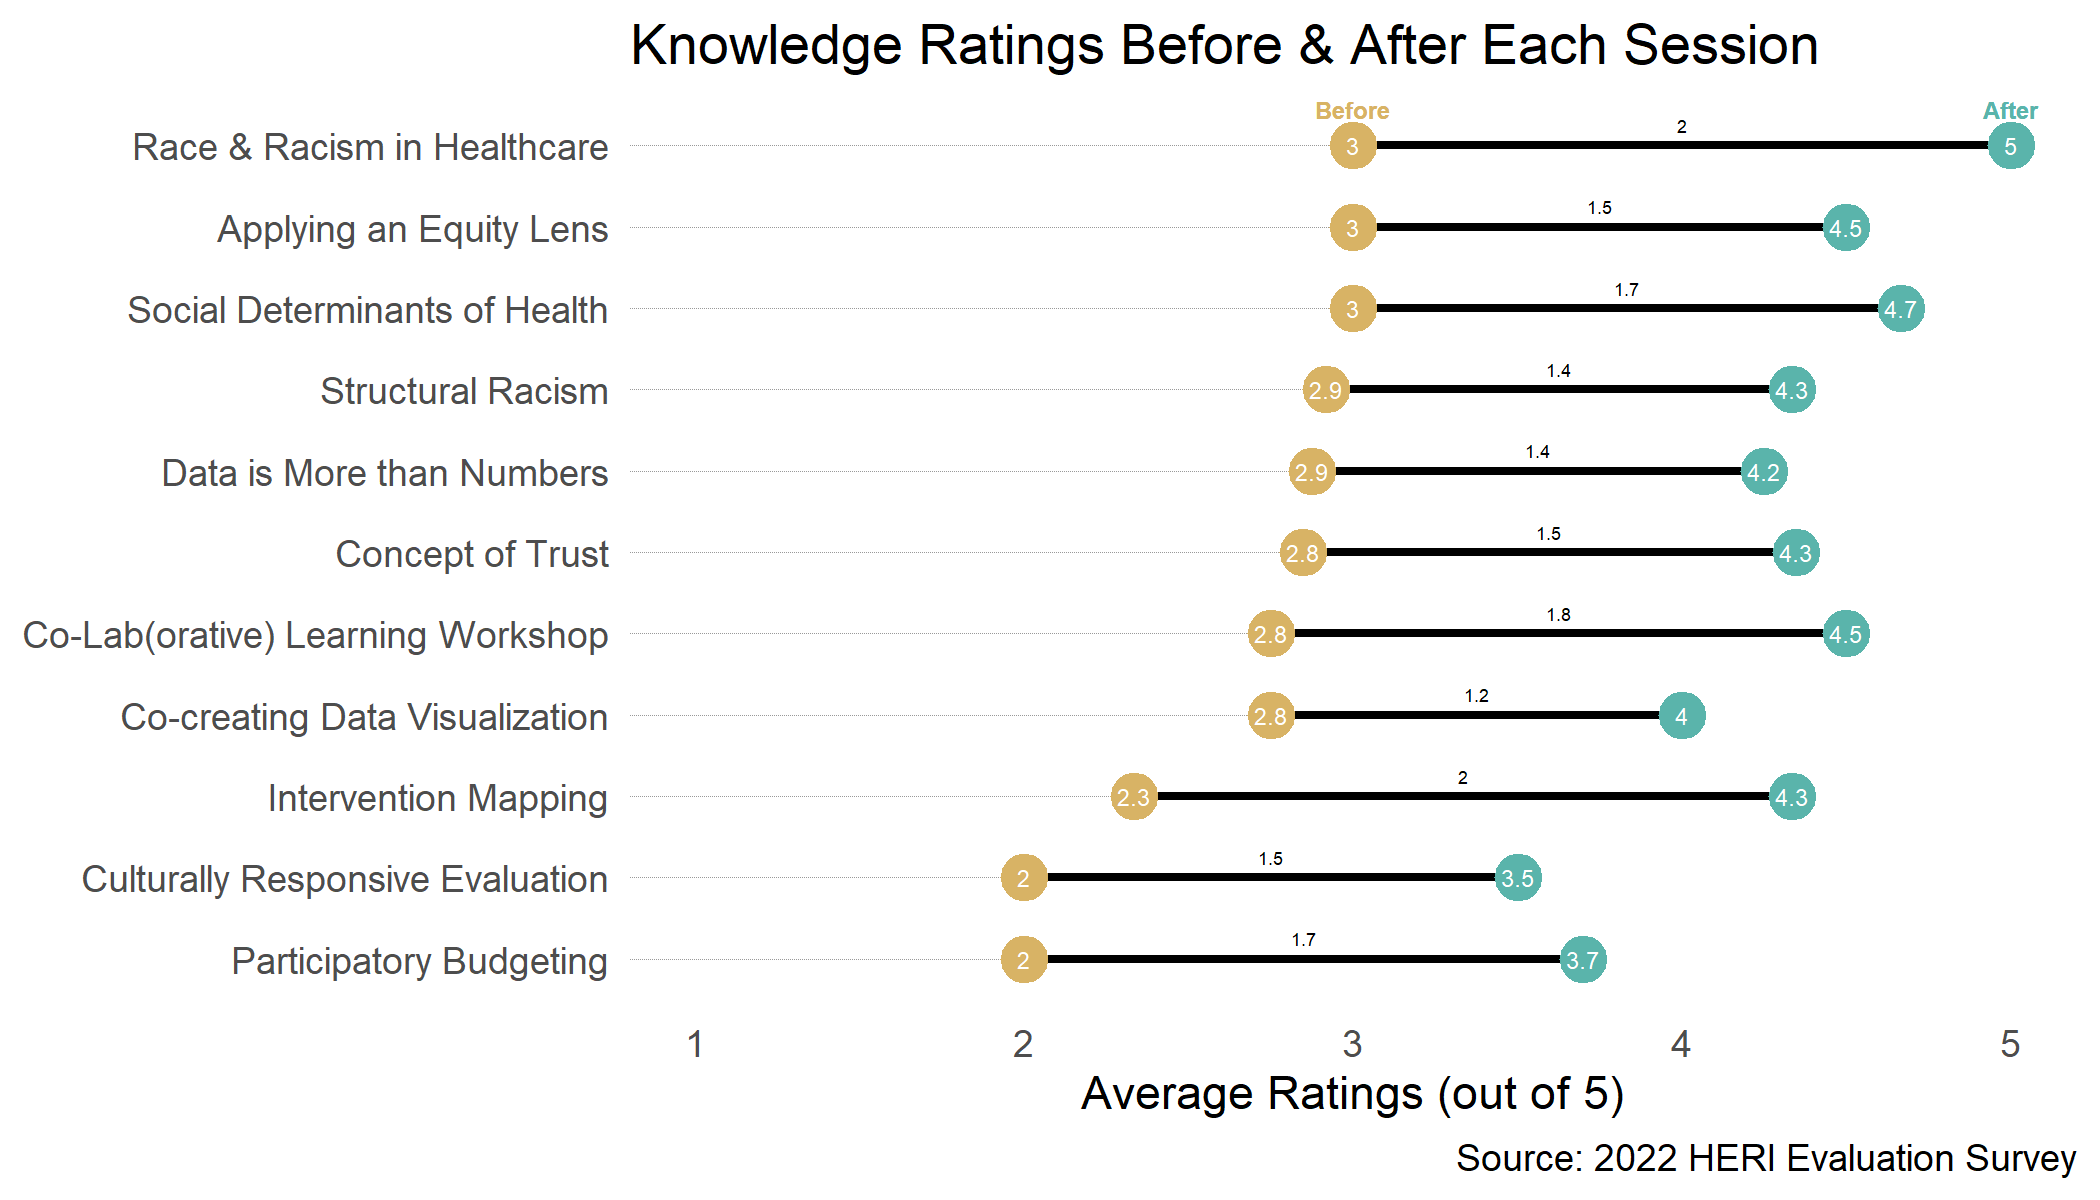 Knowledge Ratings Before & After Each Session
Before After
2
Race & Racism in Healthcare 3 5
1.5
Applying an Equity Lens 3 4.5
1.7
Social Determinants of Health 3 4.7
1.4
Structural Racism 2.9 4.3
1.4
Data is More than Numbers 2.9 4.2
1.5
Concept of Trust 2.8 4.3
1.8
Co-Lab(orative) Learning Workshop 2.8 4.5
1.2
Co-creating Data Visualization 2.8 4
2
Intervention Mapping 2.3 4.3
1.5
Culturally Responsive Evaluation 2 3.5
1.7
Participatory Budgeting 2 3.7
1 2 3 4 5
Average Ratings (out of 5)
Source: 2022 HERI Evaluation Survey